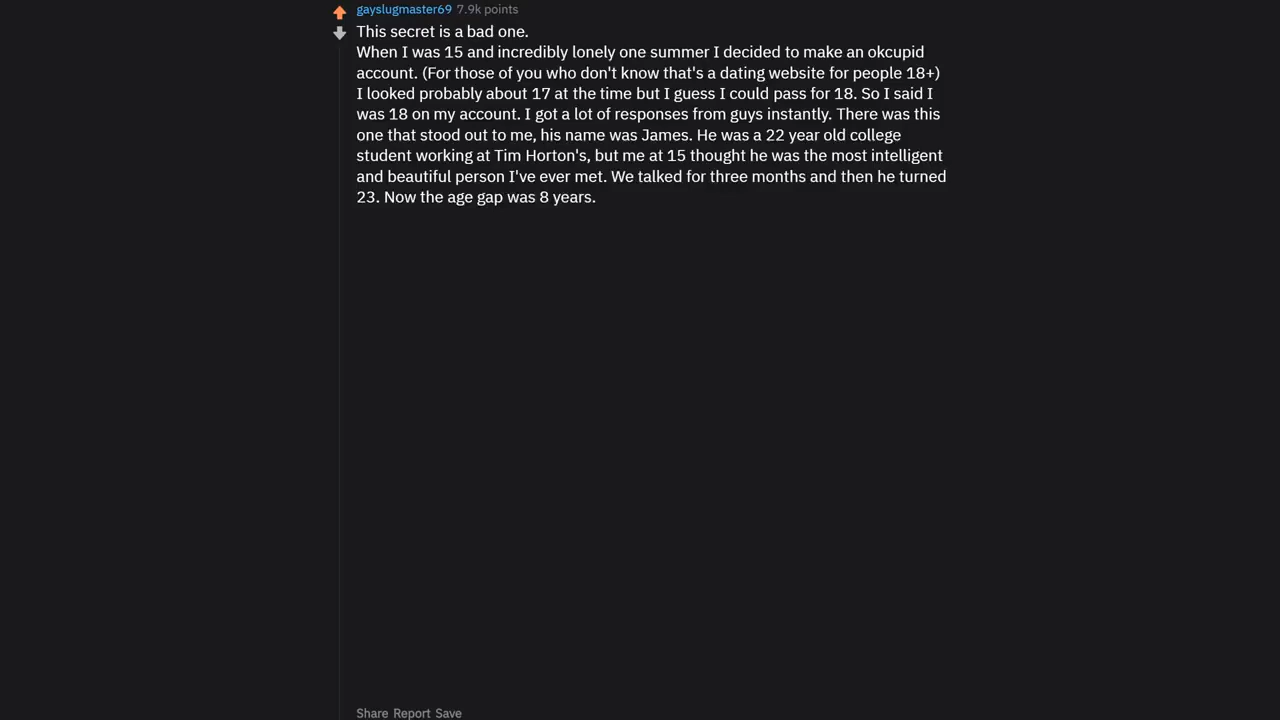 gayslugmaster69 7.9k points
This secret is a bad one.
When I was 15 and incredibly lonely one summer I decided to make an okcupid
account. (For those of you who don't know that's a dating website for people 18+)
I looked probably about 17 at the time but I guess I could pass for 18. So I said I
was 18 on my account. I got a lot of responses from guys instantly. There was this
one that stood out to me, his name was James. He was a 22 year old college
student working at Tim Horton's, but me at 15 thought he was the most intelligent
and beautiful person I've ever met. We talked for three months and then he turned
23. Now the age gap was 8 years.
Share Report Save